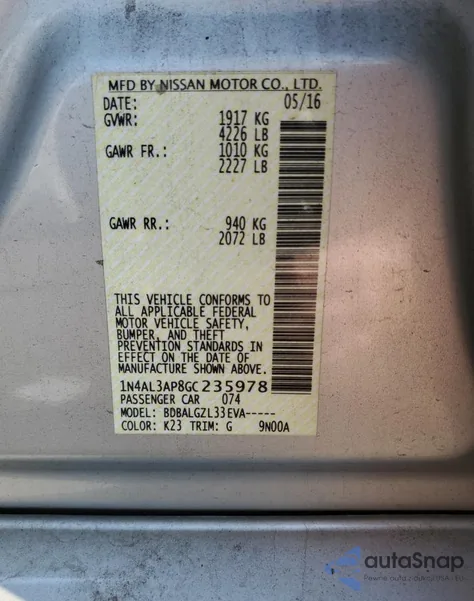 MFD BY NISSAN MOTOR CO., LTD.
DATE: 05/16
GVWR: 1917 KG
4226 LB
GAWR FR.: 1010 KG
2227 LB
GAWR RR.: 940 KG
2072 LB
THIS VEHICLE CONFORMS TO
ALL APPLICABLE FEDERAL
MOTOR VEHICLE SAFETY,
BUMPER, AND THEFT
PREVENTION STANDARDS IN
EFFECT ON THE DATE OF
MANUFACTURE SHOWN ABOVE.
1N4AL3AP8GC235978
PASSENGER CAR 074
MODEL: BDBALGZL33EVA-----
COLOR: K23 TRIM: G 9N00A
autoSnap